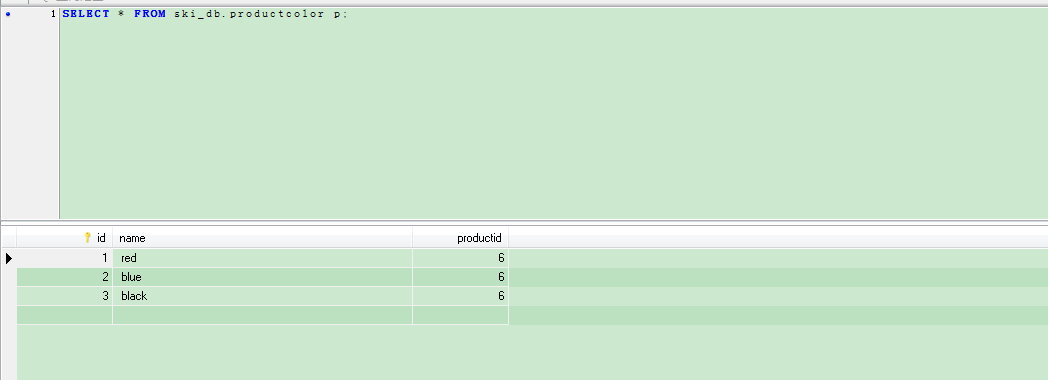 1 SELECT * FROM ski_db.productcolor p;
id name productid
1 red 6
2 blue 6
3 black 6